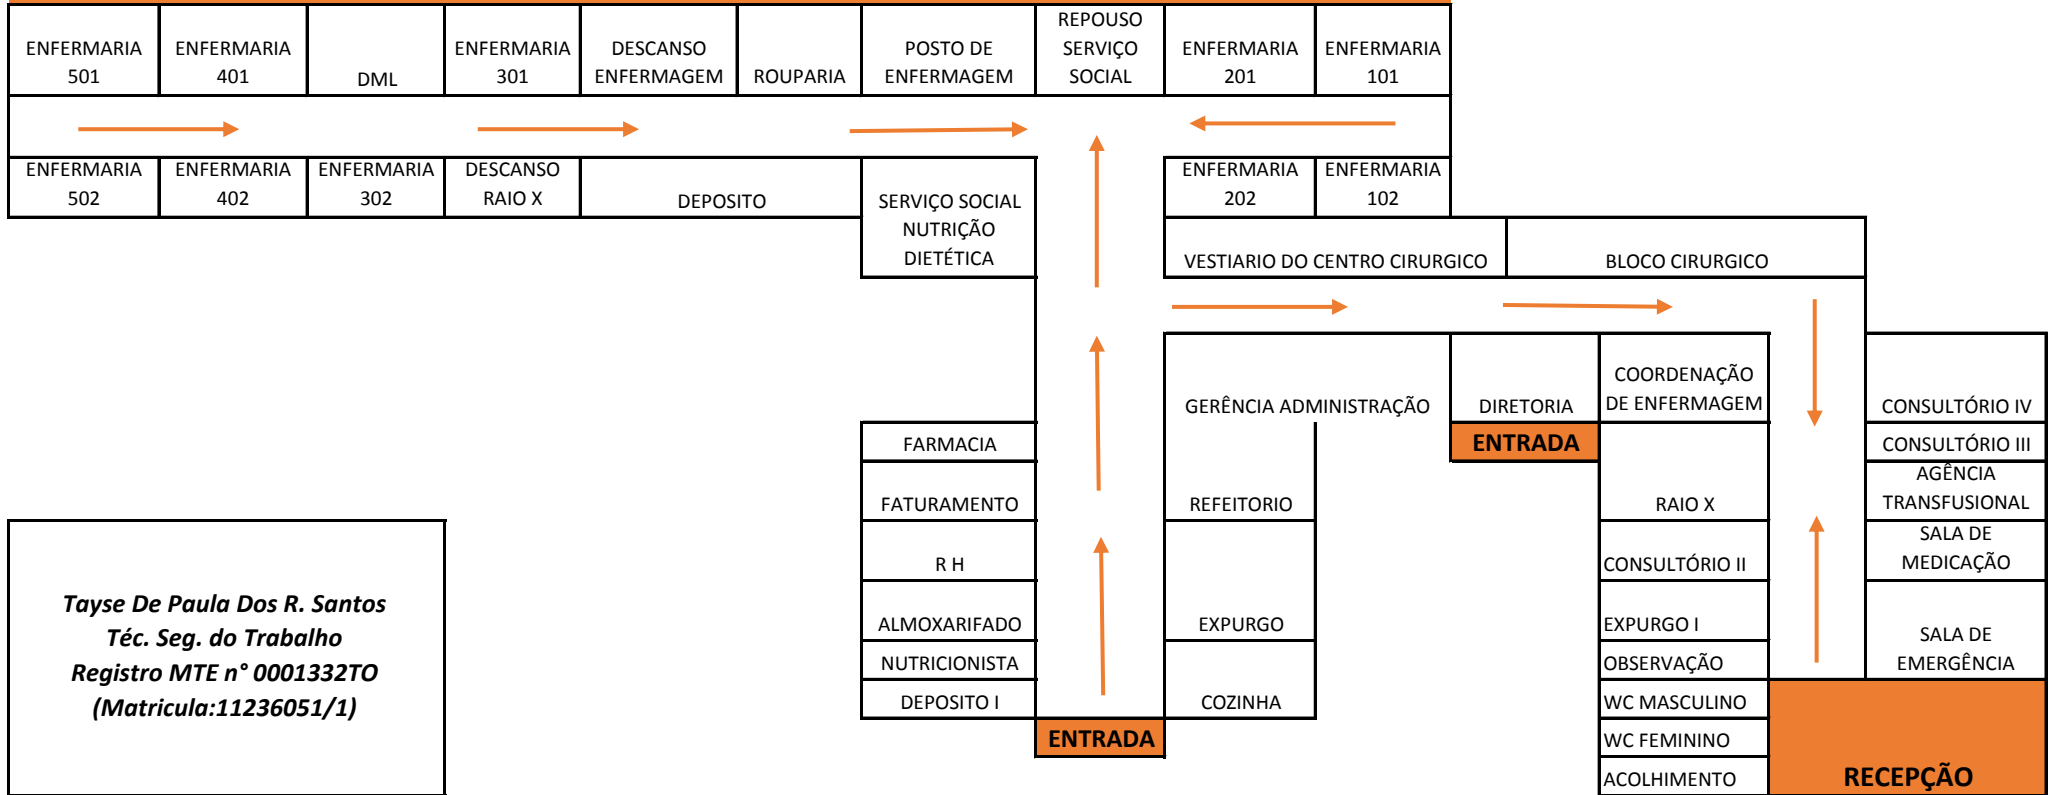 ENFERMARIA
501
ENFERMARIA
401
DML
ENFERMARIA
301
DESCANSO
ENFERMAGEM
ROUPARIA
POSTO DE
ENFERMAGEM
REPOUSO
SERVIÇO
SOCIAL
ENFERMARIA
201
ENFERMARIA
101
ENFERMARIA
502
ENFERMARIA
402
ENFERMARIA
302
DESCANSO
RAIO X
DEPOSITO
SERVIÇO SOCIAL
NUTRIÇÃO
DIETÉTICA
ENFERMARIA
202
ENFERMARIA
102
VESTIARIO DO CENTRO CIRURGICO
BLOCO CIRURGICO
GERÊNCIA ADMINISTRAÇÃO
DIRETORIA
COORDENAÇÃO
DE ENFERMAGEM
CONSULTÓRIO IV
FARMACIA
ENTRADA
CONSULTÓRIO III
FATURAMENTO
REFEITORIO
RAIO X
AGÊNCIA
TRANSFUSIONAL
R H
CONSULTÓRIO II
SALA DE
MEDICAÇÃO
ALMOXARIFADO
EXPURGO
EXPURGO I
SALA DE
EMERGÊNCIA
NUTRICIONISTA
OBSERVAÇÃO
DEPOSITO I
COZINHA
WC MASCULINO
ENTRADA
WC FEMININO
ACOLHIMENTO
RECEPÇÃO
Tayse De Paula Dos R. Santos
Téc. Seg. do Trabalho
Registro MTE n° 0001332TO
(Matricula:11236051/1)